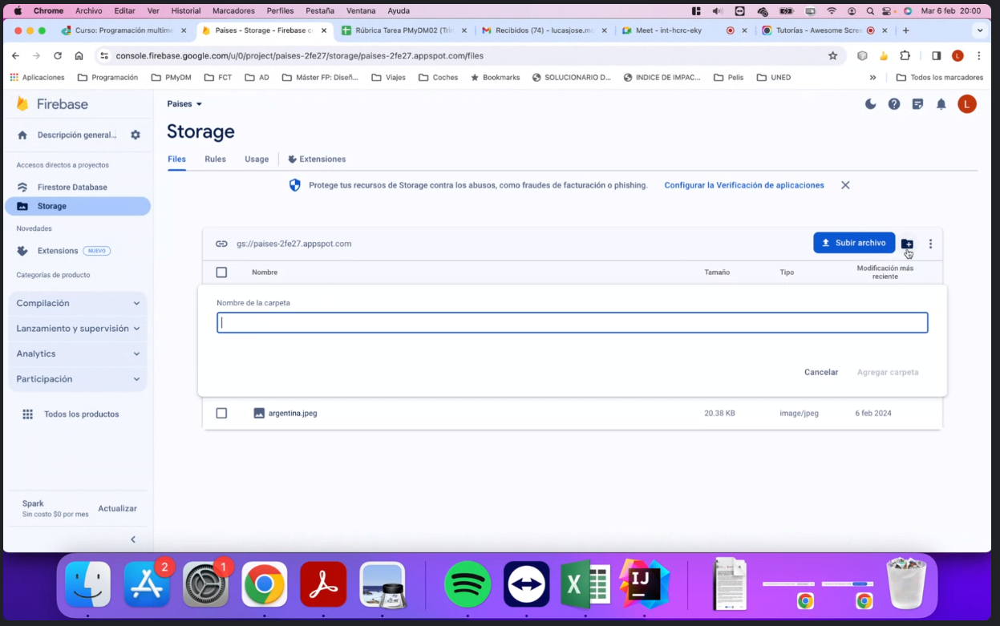 Chrome Archivo Editar Ver Historial Marcadores Perfiles Pestaña Ventana Ayuda Mar 6 feb 20:00
Curso: Programación multime
Paises - Storage - Firebase c
Rúbrica Tarea PMyDM02 (Tri
Recibidos (74) - lucasjose.m
Meet - int-hcrc-eky
Tutorías - Awesome Scre
console.firebase.google.com/u/0/project/paises-2fe27/storage/paises-2fe27.appspot.com/files
L
Aplicaciones Programación PMyDM FCT AD Máster FP: Diseñ... Viajes Coches Bookmarks SOLUCIONARIO D... INDICE DE IMPAC... Pelis UNED » Todos los marcadores
Firebase
Paises
L
Descripción general...
Storage
Accesos directos a proyectos
Files Rules Usage Extensiones
Firestore Database
Protege tus recursos de Storage contra los abusos, como fraudes de facturación o phishing. Configurar la Verificación de aplicaciones
Storage
Novedades
Extensions NUEVO
gs://paises-2fe27.appspot.com
Subir archivo
Categorías de producto
Nombre Tamaño Tipo Modificación más
reciente
Compilación
Nombre de la carpeta
Lanzamiento y supervisión
Analytics
Cancelar Agregar carpeta
Participación
Todos los productos
argentina.jpeg 20.38 KB image/jpeg 6 feb 2024
Spark
Sin costo $0 por mes
Actualizar
2
1
X
IJ